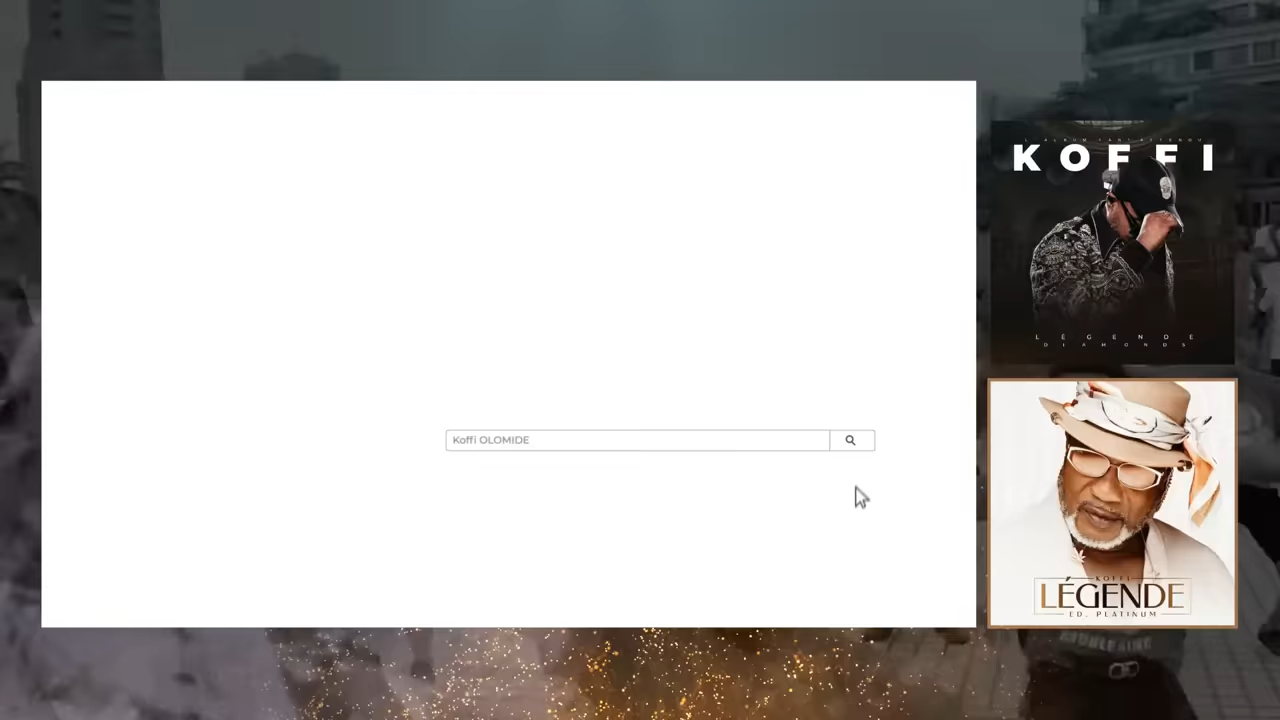 Koffi OLOMIDE
KOFFI
LÉGENDE
DIAMONDS
KOFFI
LÉGENDE
ED. PLATINUM